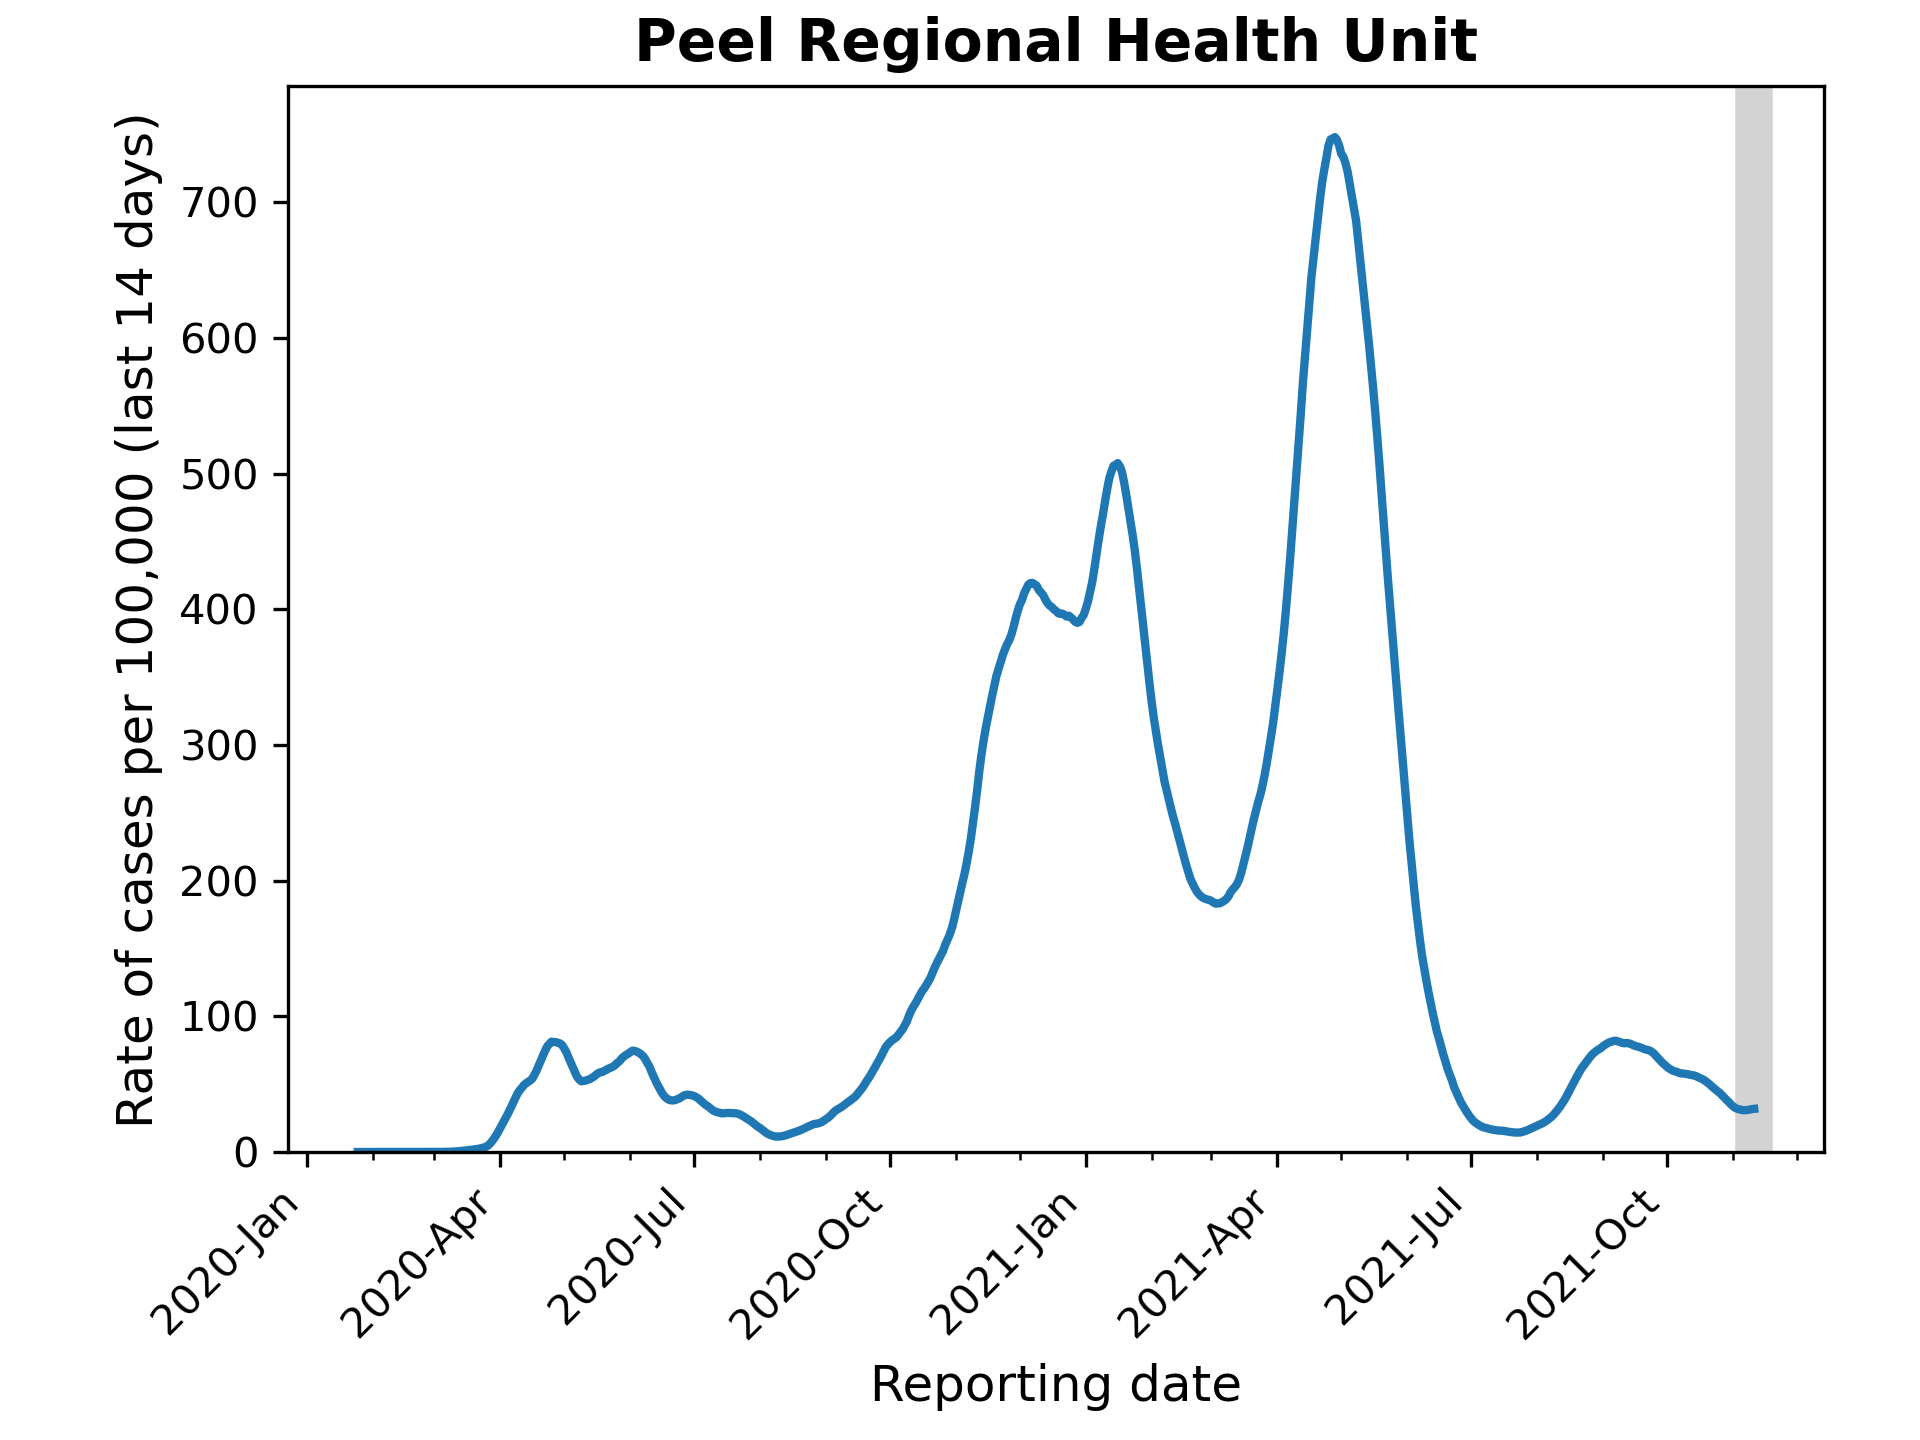 Peel Regional Health Unit
Rate of cases per 100,000 (last 14 days)
700
600
500
400
300
200
100
0
2020-Jan
2020-Apr
2020-Jul
2020-Oct
2021-Jan
2021-Apr
2021-Jul
2021-Oct
Reporting date